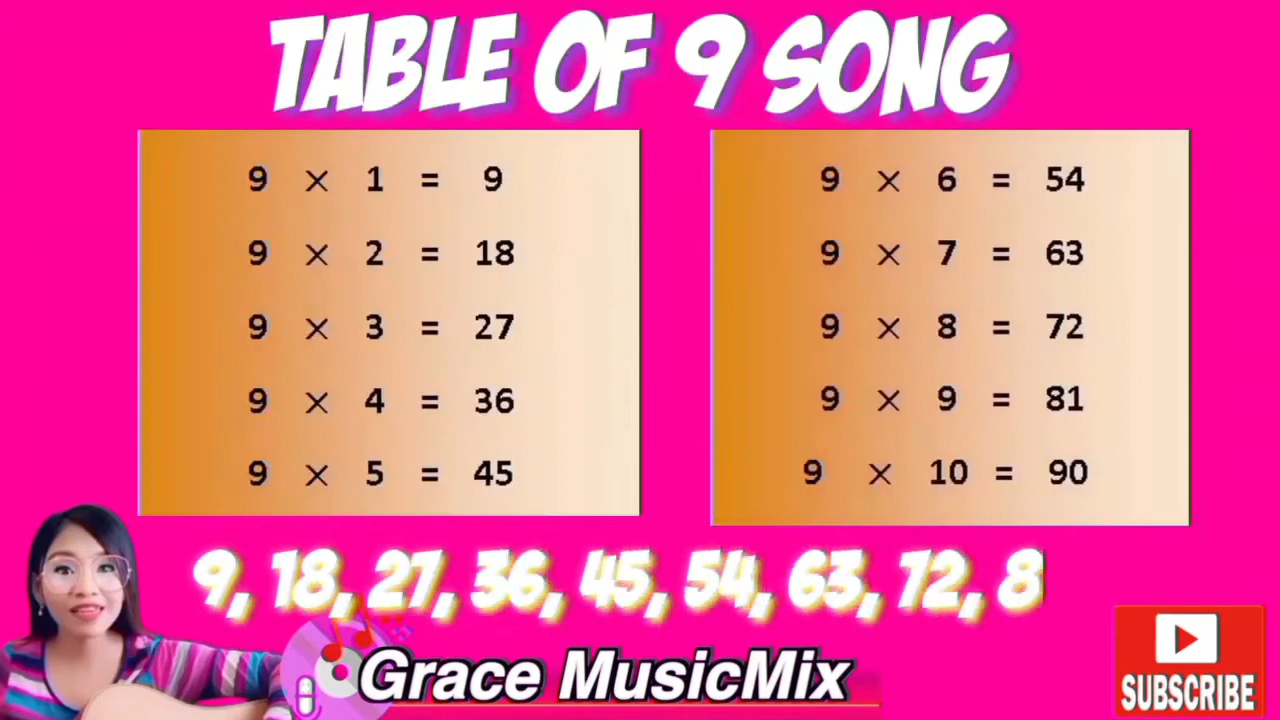 TABLE OF 9 SONG
9 × 1 = 9
9 × 2 = 18
9 × 3 = 27
9 × 4 = 36
9 × 5 = 45
9 × 6 = 54
9 × 7 = 63
9 × 8 = 72
9 × 9 = 81
9 × 10 = 90
9, 18, 27, 36, 45, 54, 63, 72, 8
Grace MusicMix
SUBSCRIBE